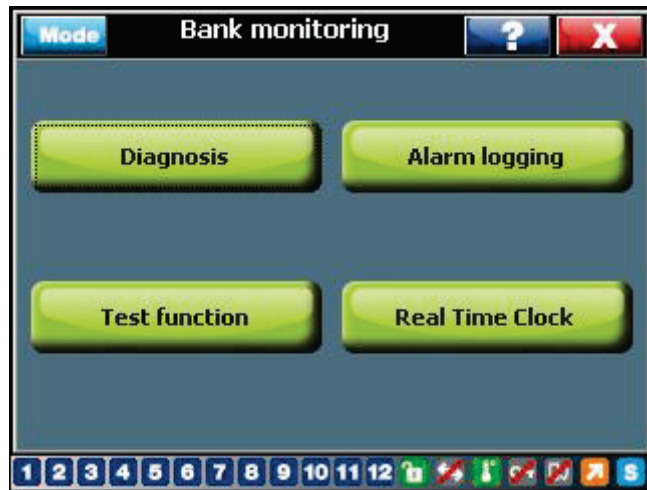 Mode Bank monitoring ? X
Diagnosis Alarm logging
Test function Real Time Clock
1 2 3 4 5 6 7 8 9 10 11 12 S